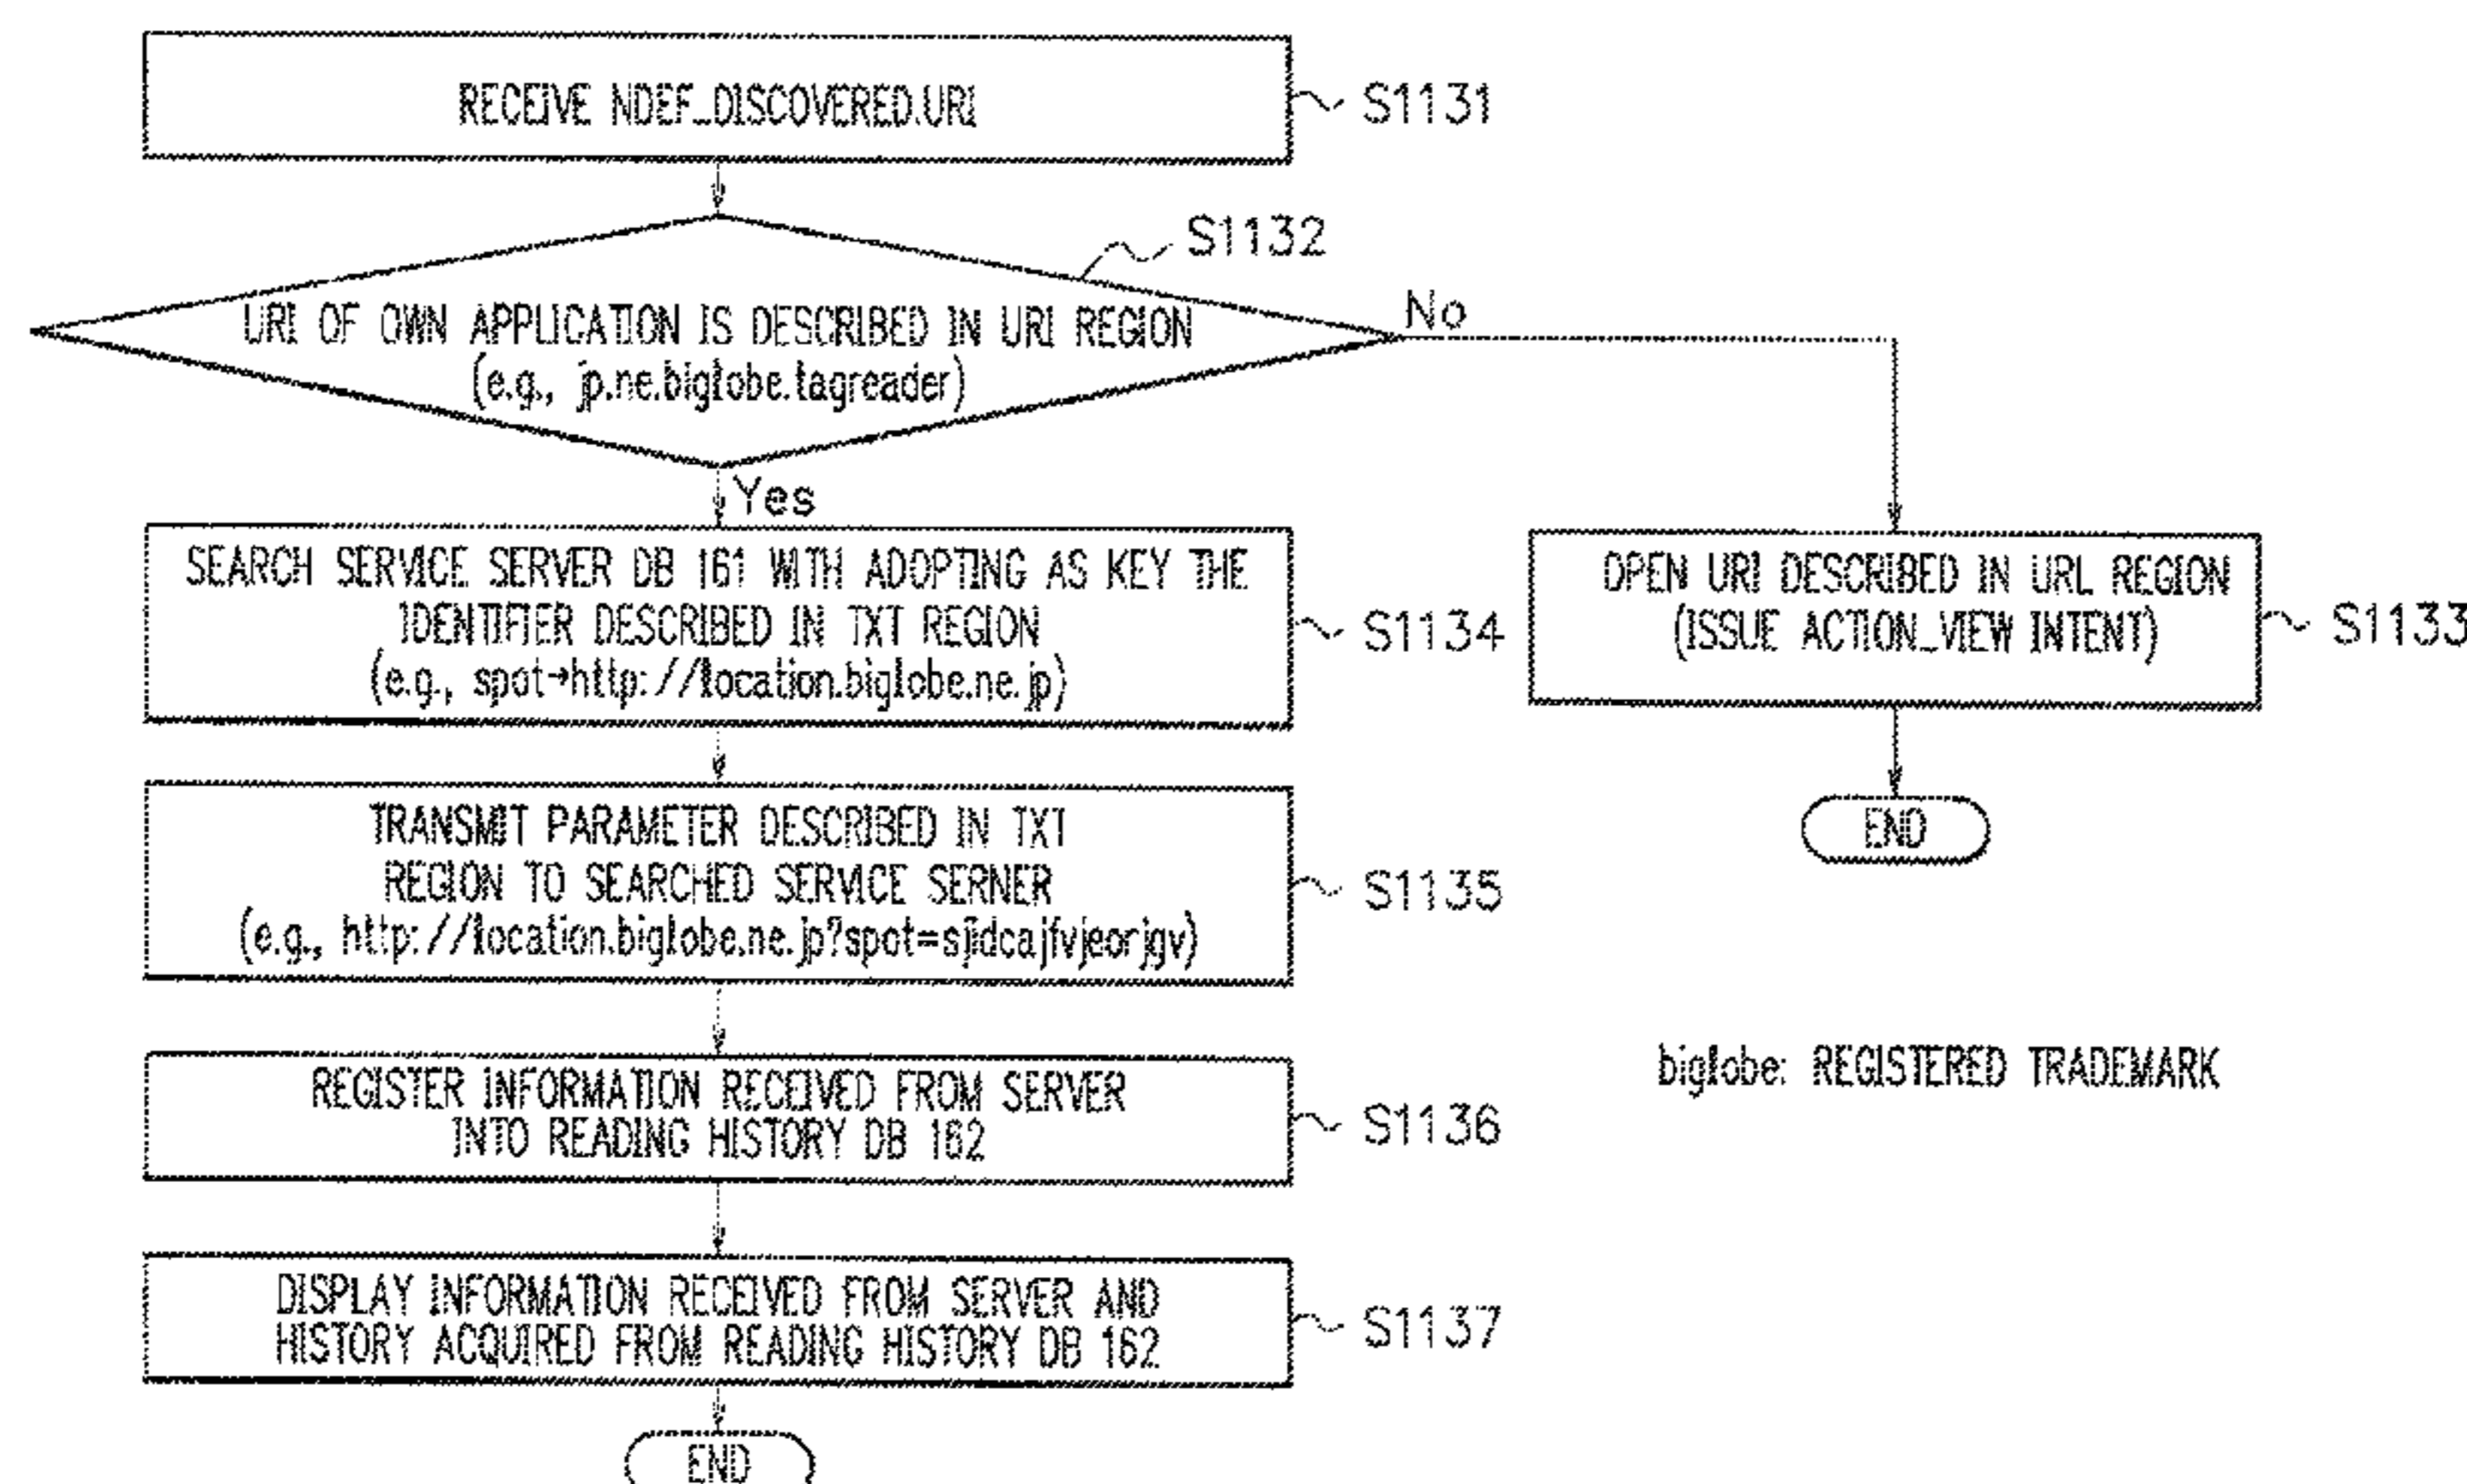 RECEIVE NDEF_DISCOVERED.URI
S1131
S1132
URI OF OWN APPLICATION IS DESCRIBED IN URI REGION
(e.g., jp.ne.biglobe.tagreader)
No
Yes
SEARCH SERVICE SERVER DB 161 WITH ADOPTING AS KEY THE
IDENTIFIER DESCRIBED IN TXT REGION
(e.g., spot→http://location.biglobe.ne.jp)
S1134
OPEN URI DESCRIBED IN URL REGION
(ISSUE ACTION_VIEW INTENT)
S1133
END
TRANSMIT PARAMETER DESCRIBED IN TXT
REGION TO SEARCHED SERVICE SERNER
(e.g., http://location.biglobe.ne.jp?spot=sjidcajfvjeorjgv)
S1135
REGISTER INFORMATION RECEIVED FROM SERVER
INTO READING HISTORY DB 162
S1136
biglobe: REGISTERED TRADEMARK
DISPLAY INFORMATION RECEIVED FROM SERVER AND
HISTORY ACQUIRED FROM READING HISTORY DB 162
S1137
END